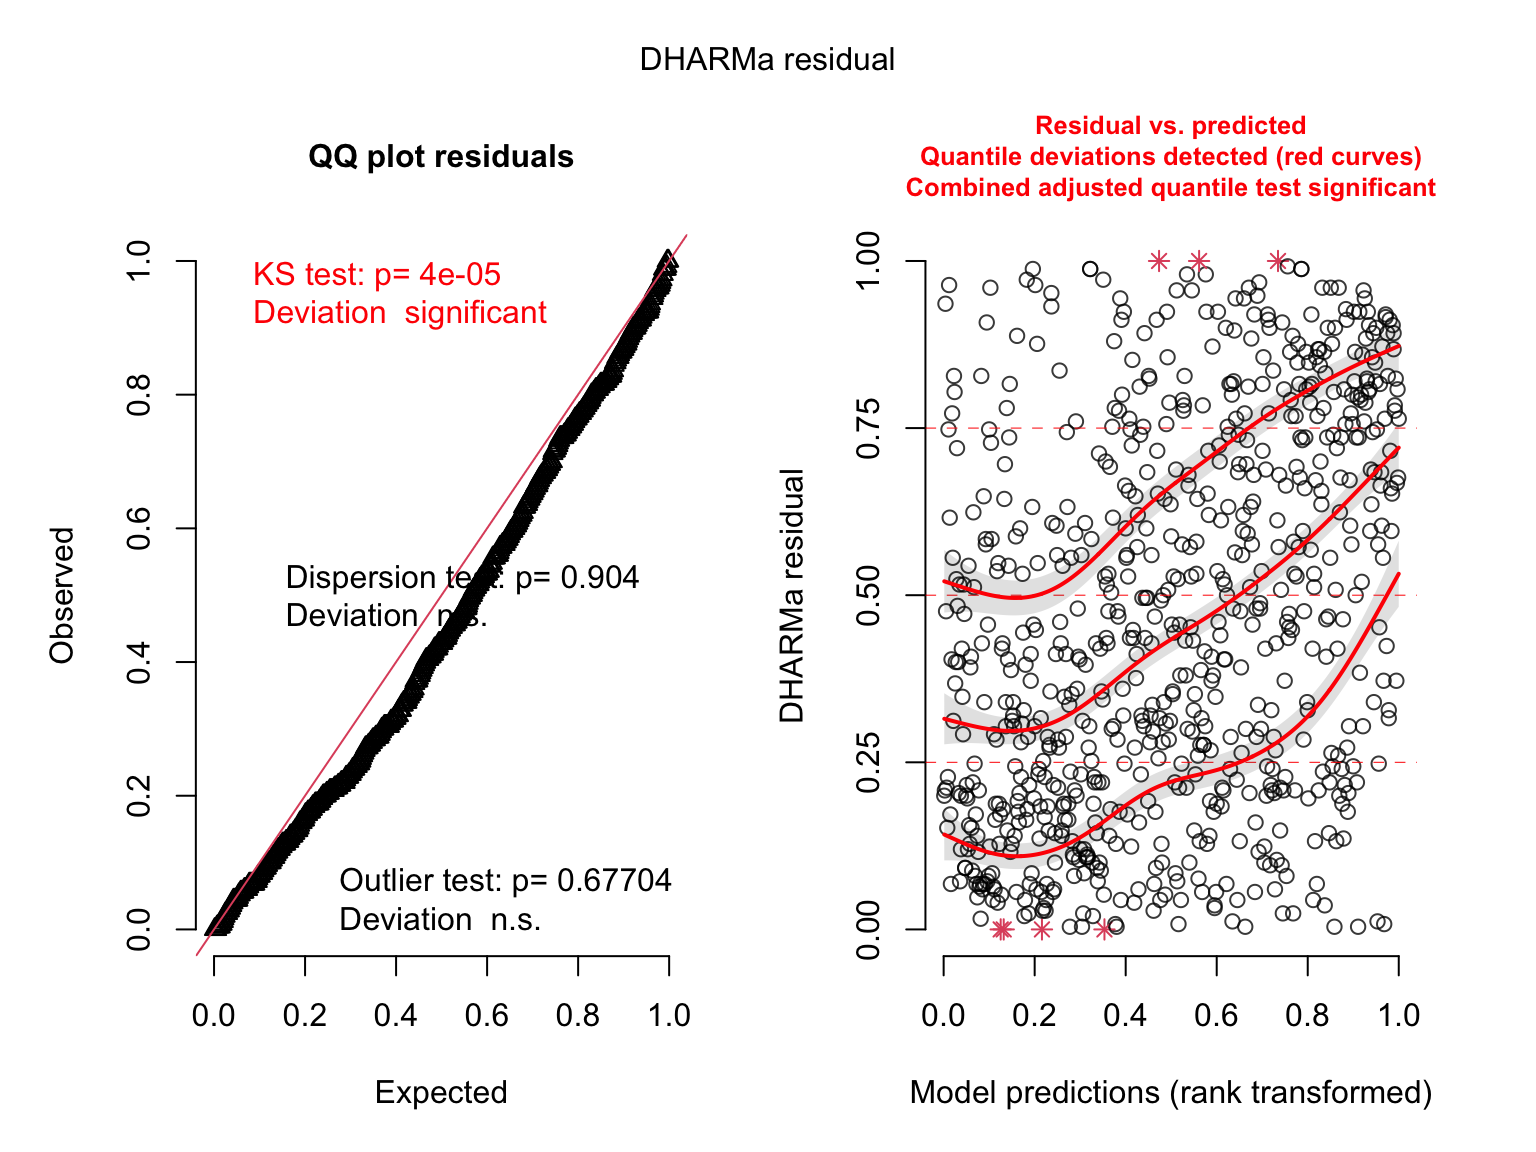 DHARMa residual
QQ plot residuals
KS test: p= 4e-05
Deviation  significant
Dispersion test: p= 0.904
Deviation  n.s.
Outlier test: p= 0.67704
Deviation  n.s.
Observed
0.0 0.2 0.4 0.6 0.8 1.0
0.0 0.2 0.4 0.6 0.8 1.0
Expected
Residual vs. predicted
Quantile deviations detected (red curves)
Combined adjusted quantile test significant
DHARMa residual
0.00 0.25 0.50 0.75 1.00
0.0 0.2 0.4 0.6 0.8 1.0
Model predictions (rank transformed)